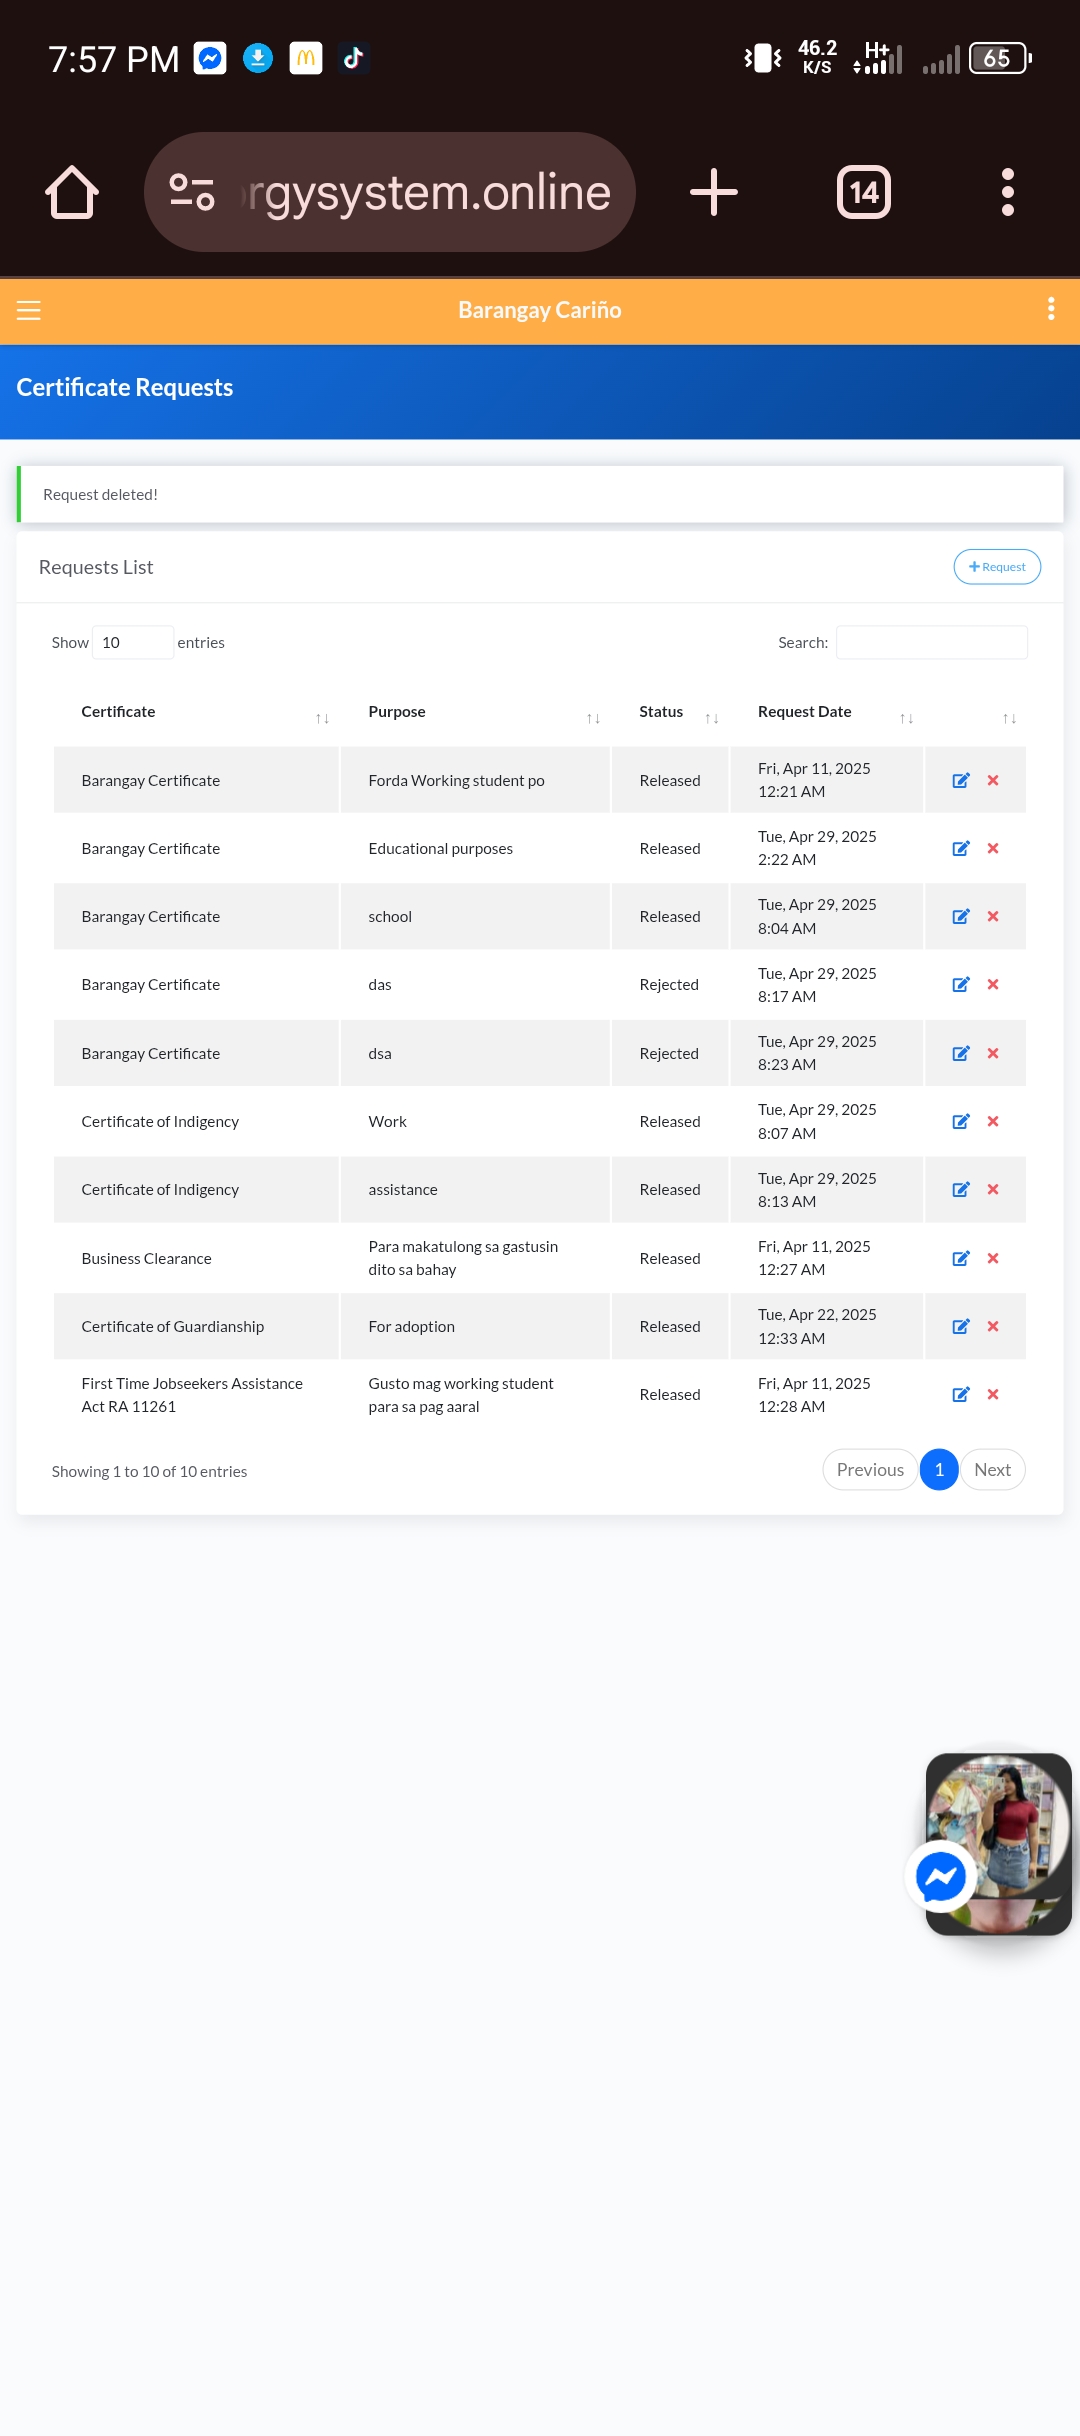 7:57 PM
46.2
K/S
H+
65
rgysystem.online
14
Barangay Cariño
Certificate Requests
Request deleted!
Requests List
Request
Show 10 entries
Search:
Certificate Purpose Status Request Date
Barangay Certificate Forda Working student po Released Fri, Apr 11, 2025
12:21 AM
Barangay Certificate Educational purposes Released Tue, Apr 29, 2025
2:22 AM
Barangay Certificate school Released Tue, Apr 29, 2025
8:04 AM
Barangay Certificate das Rejected Tue, Apr 29, 2025
8:17 AM
Barangay Certificate dsa Rejected Tue, Apr 29, 2025
8:23 AM
Certificate of Indigency Work Released Tue, Apr 29, 2025
8:07 AM
Certificate of Indigency assistance Released Tue, Apr 29, 2025
8:13 AM
Business Clearance Para makatulong sa gastusin
dito sa bahay Released Fri, Apr 11, 2025
12:27 AM
Certificate of Guardianship For adoption Released Tue, Apr 22, 2025
12:33 AM
First Time Jobseekers Assistance
Act RA 11261 Gusto mag working student
para sa pag aaral Released Fri, Apr 11, 2025
12:28 AM
Showing 1 to 10 of 10 entries
Previous 1 Next